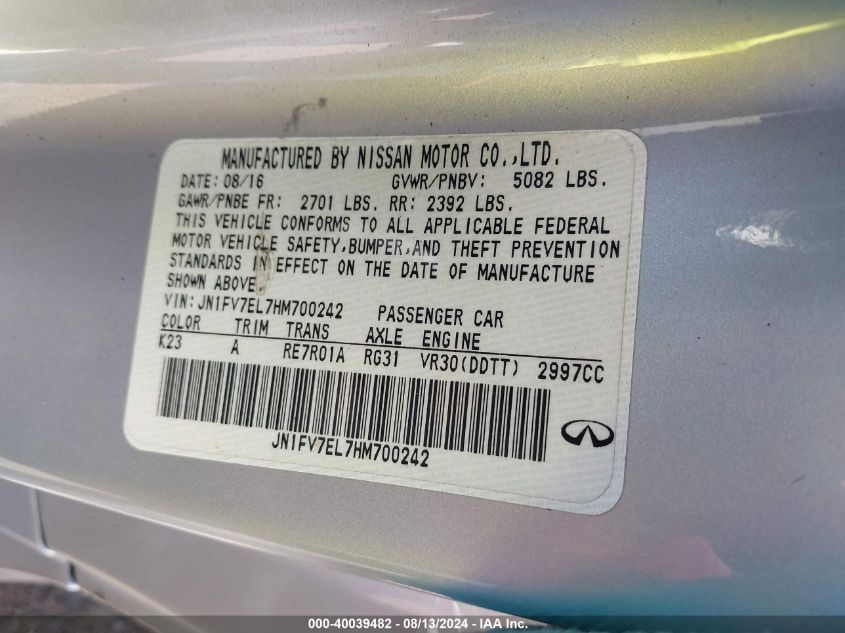 MANUFACTURED BY NISSAN MOTOR CO.,LTD.
DATE: 08/16 GVWR/PNBV: 5082 LBS.
GAWR/PNBE FR: 2701 LBS. RR: 2392 LBS.
THIS VEHICLE CONFORMS TO ALL APPLICABLE FEDERAL
MOTOR VEHICLE SAFETY,BUMPER,AND THEFT PREVENTION
STANDARDS IN EFFECT ON THE DATE OF MANUFACTURE
SHOWN ABOVE.
VIN: JN1FV7EL7HM700242 PASSENGER CAR
COLOR TRIM TRANS AXLE ENGINE
K23 A RE7R01A RG31 VR30(DDTT) 2997CC
JN1FV7EL7HM700242
000-40039482 - 08/13/2024 - IAA Inc.